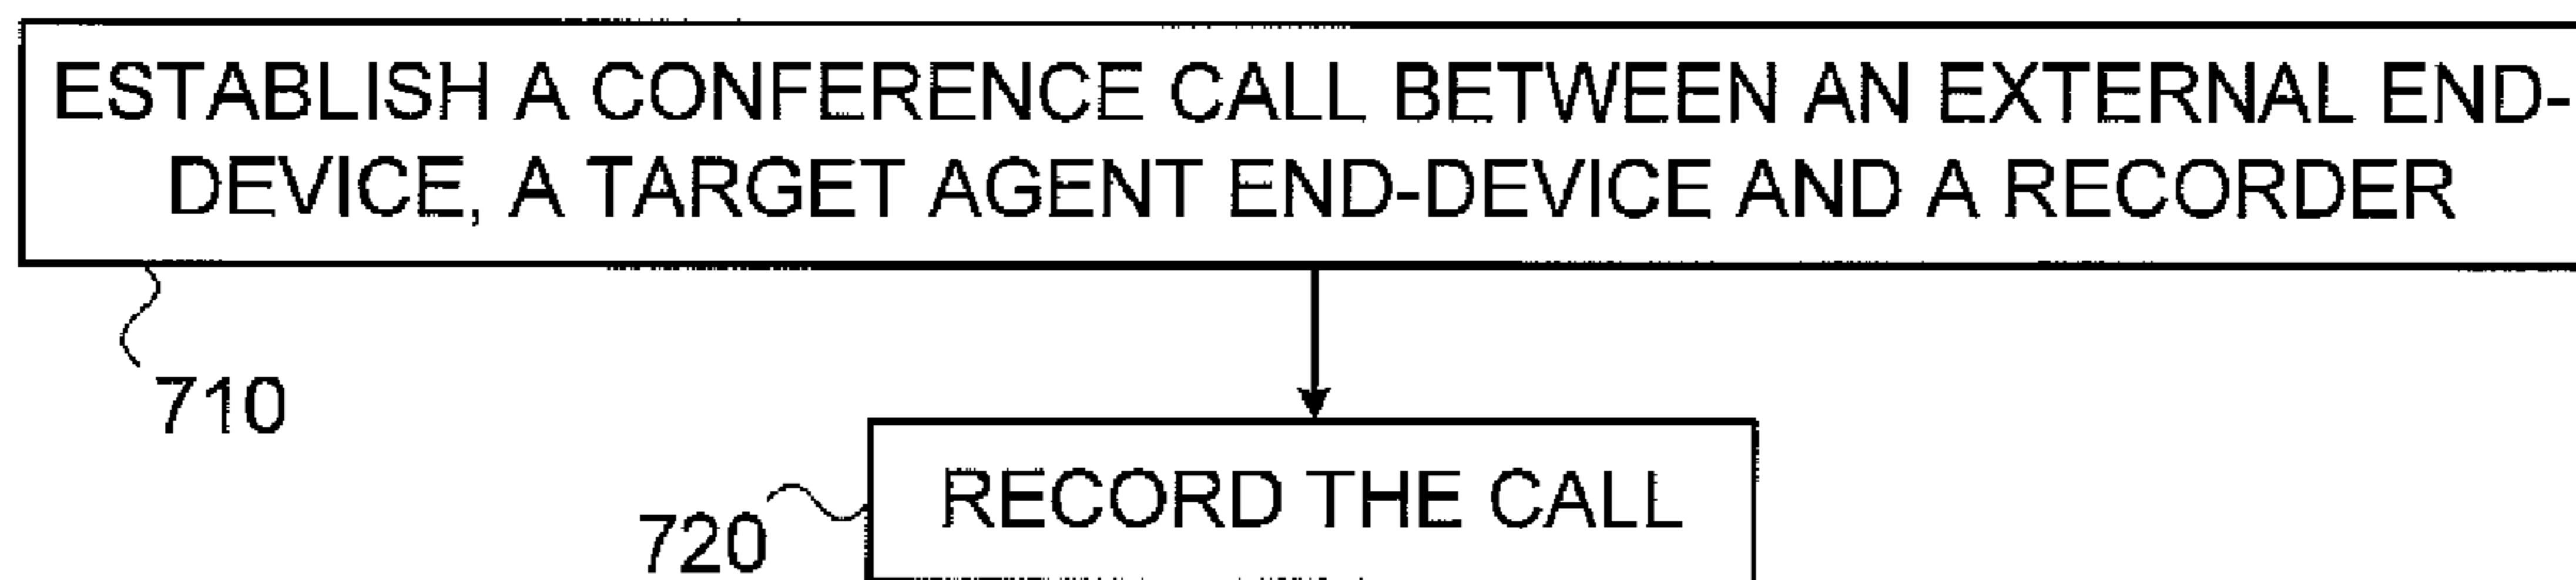 ESTABLISH A CONFERENCE CALL BETWEEN AN EXTERNAL END-
DEVICE, A TARGET AGENT END-DEVICE AND A RECORDER
710
RECORD THE CALL
720